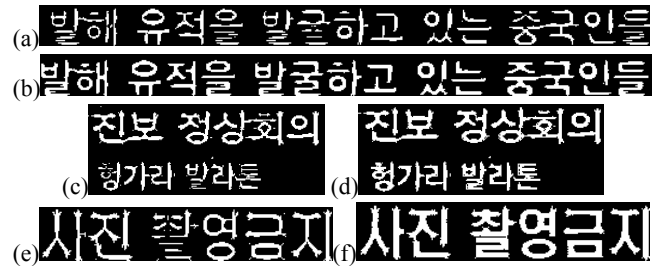 (a) 발해 유적을 발굴하고 있는 중국인들
(b) 발해 유적을 발굴하고 있는 중국인들
(c) 진보 정상회의
헝가리 발라톤
(d) 진보 정상회의
헝가리 발라톤
(e) 사진 촬영금지
(f) 사진 촬영금지